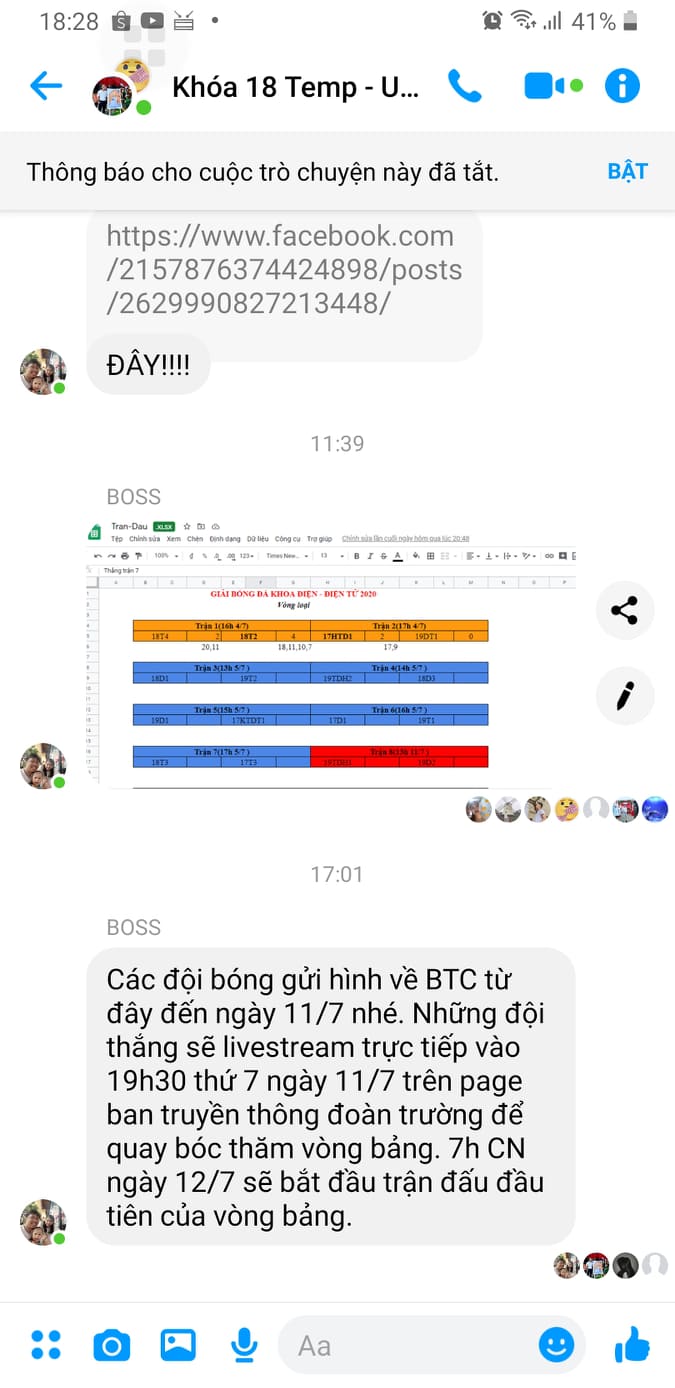 18:28
41%
Khóa 18 Temp - U...
Thông báo cho cuộc trò chuyện này đã tắt.
BẬT
https://www.facebook.com
/2157876374424898/posts
/2629990827213448/
ĐÂY!!!!
11:39
BOSS
Tran-Dau .XLSX
Tệp Chỉnh sửa Xem Chèn Định dạng Dữ liệu Công cụ Trợ giúp Chỉnh sửa lần cuối ngày hôm qua lúc 20:48
100% Times New... 13 B I S A
Thắng trận 7
GIẢI BÓNG ĐÁ KHOA ĐIỆN - ĐIỆN TỬ 2020
Vòng loại
Trận 1(16h 4/7) Trận 2(17h 4/7)
18T4 2 18T2 4 17HTD1 2 19DT1 0
20,11 18,11,10,7 17,9
Trận 3(13h 5/7 ) Trận 4(14h 5/7 )
18D1 19T2 19TDH2 18D3
Trận 5(15h 5/7 ) Trận 6(16h 5/7 )
19D1 17KTDT1 17D1 19T1
Trận 7(17h 5/7 ) Trận 8(15h 11/7 )
18T3 17T3 19TDH1 19D2
17:01
BOSS
Các đội bóng gửi hình về BTC từ
đây đến ngày 11/7 nhé. Những đội
thắng sẽ livestream trực tiếp vào
19h30 thứ 7 ngày 11/7 trên page
ban truyền thông đoàn trường để
quay bóc thăm vòng bảng. 7h CN
ngày 12/7 sẽ bắt đầu trận đấu đầu
tiên của vòng bảng.
Aa